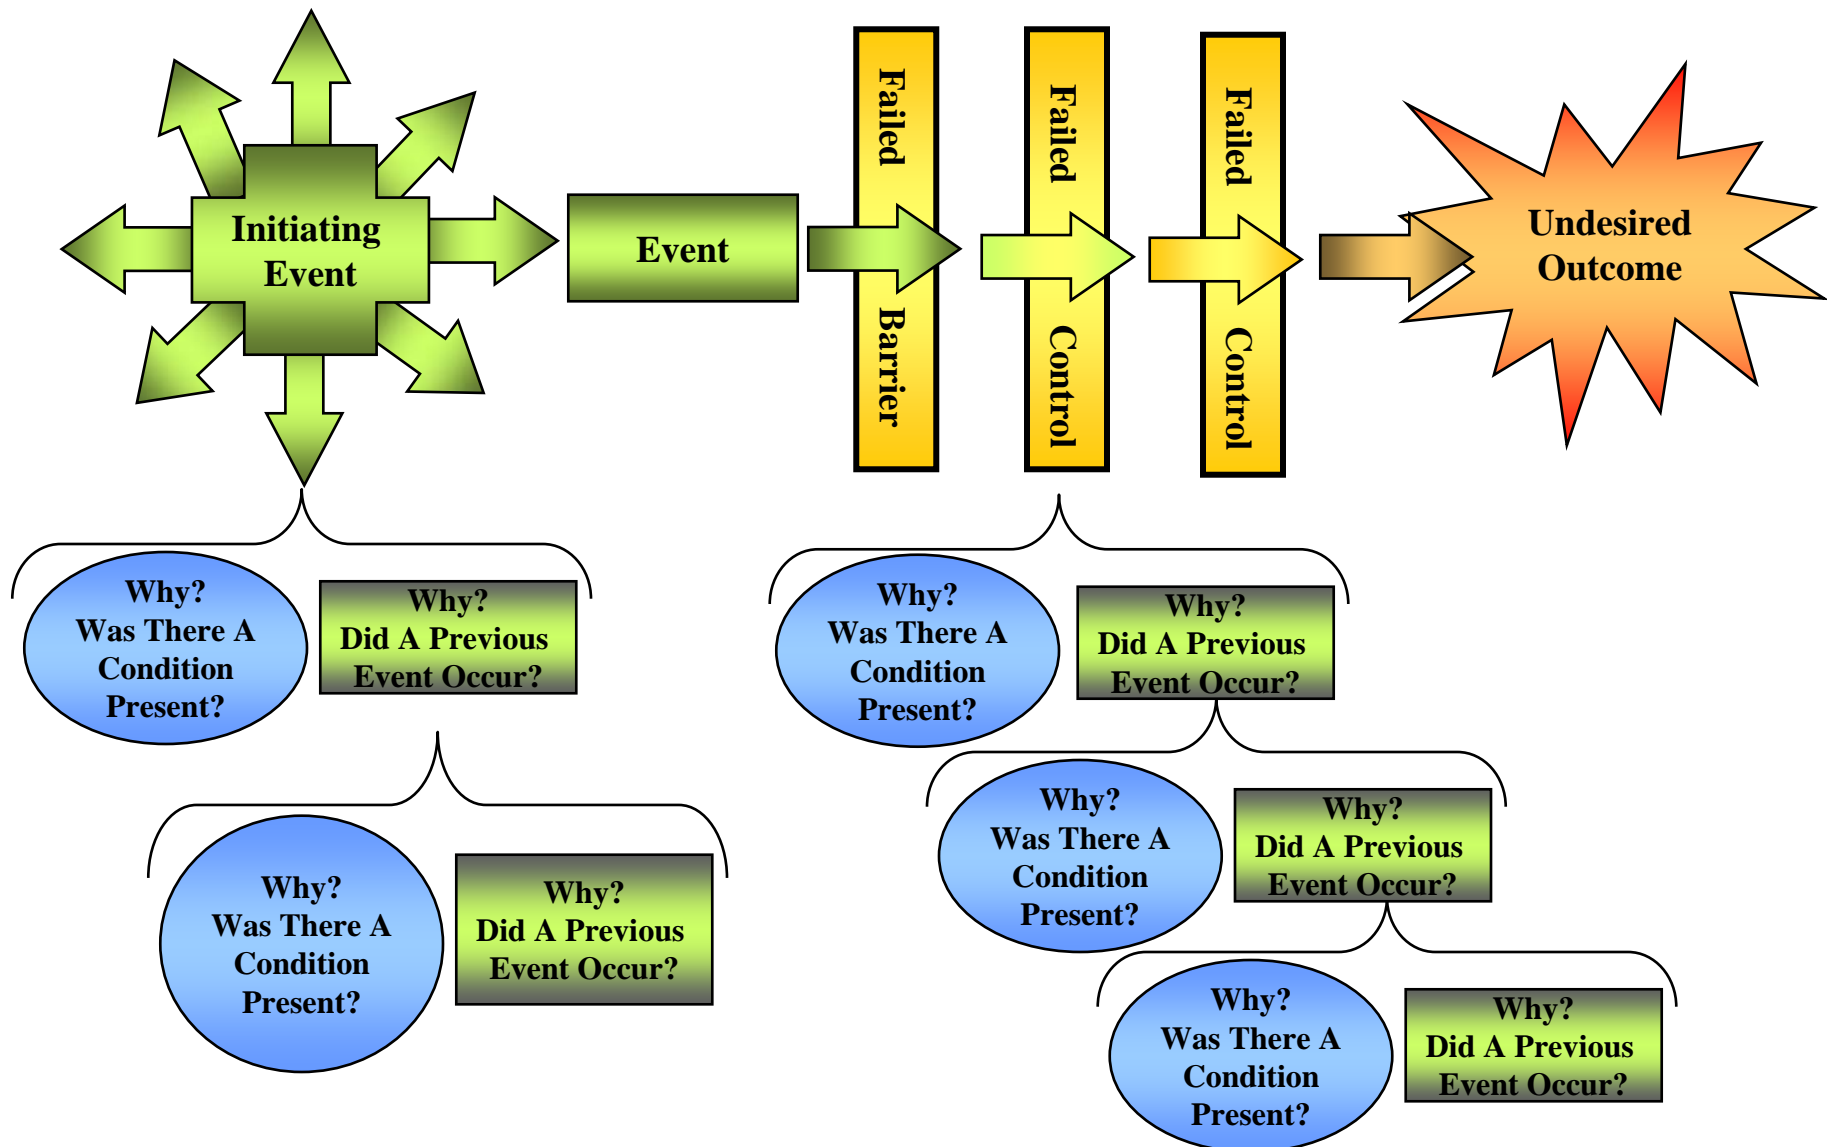 Initiating
Event
Event
Failed Barrier
Failed Control
Failed Control
Undesired
Outcome
Why?
Was There A
Condition
Present?
Why?
Did A Previous
Event Occur?
Why?
Was There A
Condition
Present?
Why?
Did A Previous
Event Occur?
Why?
Was There A
Condition
Present?
Why?
Did A Previous
Event Occur?
Why?
Was There A
Condition
Present?
Why?
Did A Previous
Event Occur?
Why?
Was There A
Condition
Present?
Why?
Did A Previous
Event Occur?